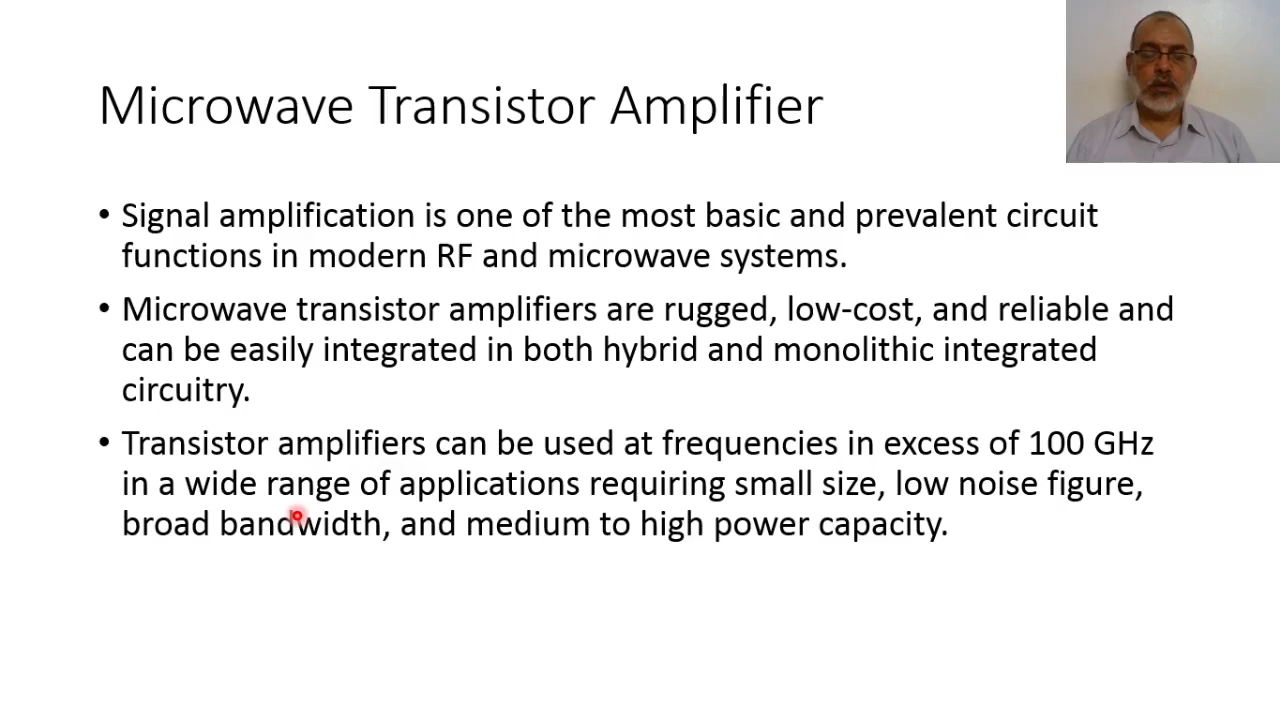 Microwave Transistor Amplifier
• Signal amplification is one of the most basic and prevalent circuit
functions in modern RF and microwave systems.
• Microwave transistor amplifiers are rugged, low-cost, and reliable and
can be easily integrated in both hybrid and monolithic integrated
circuitry.
• Transistor amplifiers can be used at frequencies in excess of 100 GHz
in a wide range of applications requiring small size, low noise figure,
broad bandwidth, and medium to high power capacity.